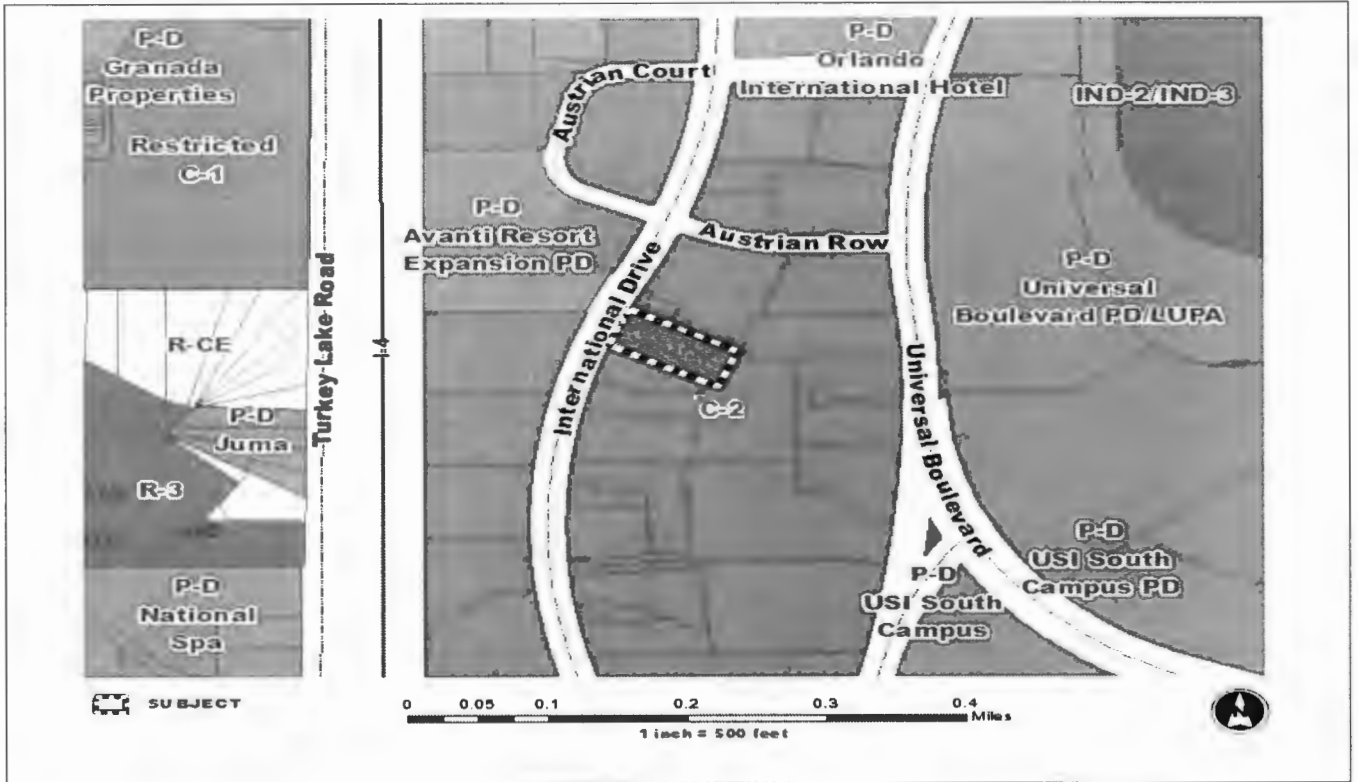 P-D
Granada
Properties
Restricted
C-1
R-CE
P-D
Juma
R-3
P-D
National
Spa
Turkey Lake Road
I-4
Austrian Court
P-D
Orlando
International Hotel
IND-2/IND-3
P-D
Avanti Resort
Expansion PD
Austrian Row
International Drive
P-D
Universal
Boulevard PD/LUPA
C-2
Universal Boulevard
P-D
USI South
Campus PD
P-D
USI South
Campus
SUBJECT
0 0.05 0.1 0.2 0.3 0.4
Miles
1 inch = 500 feet